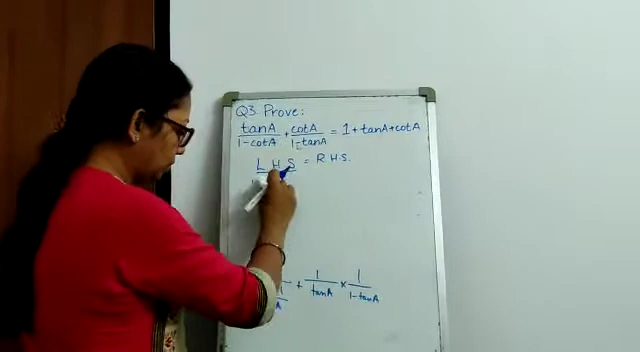 Q3 Prove:
tanA/1-cotA + cotA/1-tanA = 1+tanA+cotA
L H S = R H.S.
+ 1/tanA × 1/1-tanA